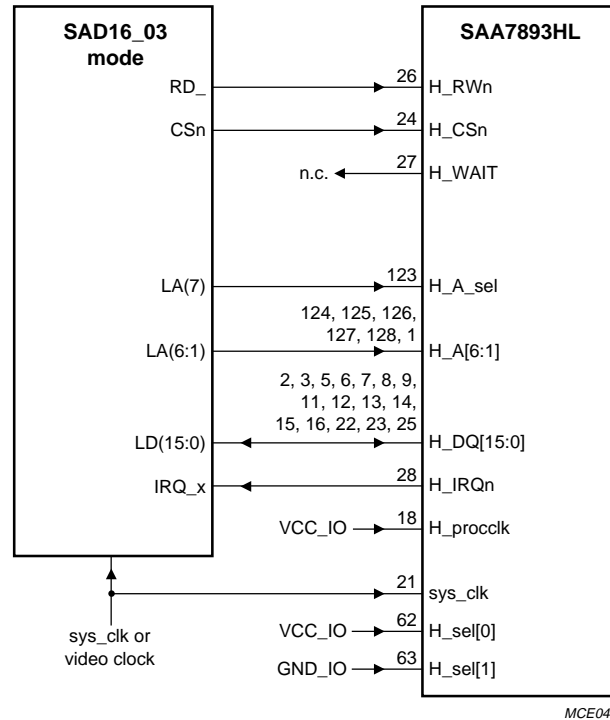 SAD16_03
mode
SAA7893HL
RD_
26
H_RWn
CSn
24
H_CSn
n.c.
27
H_WAIT
LA(7)
123
H_A_sel
124, 125, 126,
127, 128, 1
LA(6:1)
H_A[6:1]
2, 3, 5, 6, 7, 8, 9,
11, 12, 13, 14,
15, 16, 22, 23, 25
LD(15:0)
H_DQ[15:0]
IRQ_x
28
H_IRQn
VCC_IO
18
H_procclk
21
sys_clk
sys_clk or
video clock
VCC_IO
62
H_sel[0]
GND_IO
63
H_sel[1]
MCE04